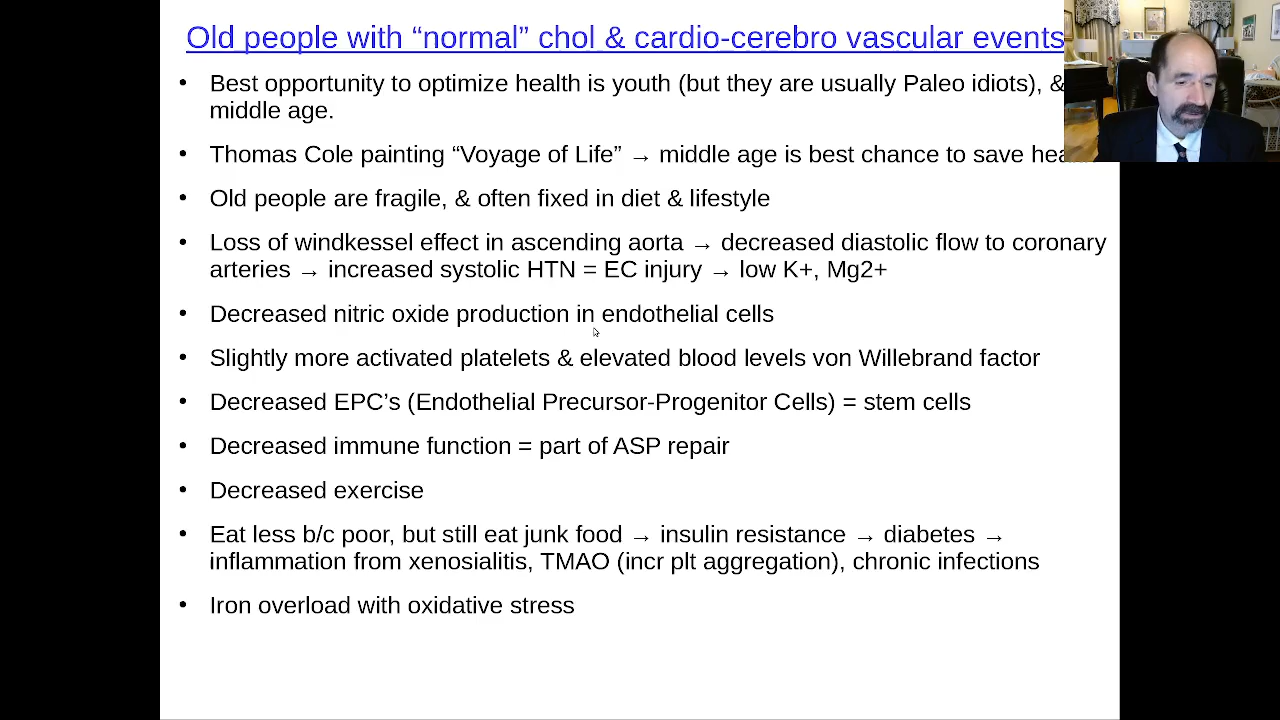 Old people with “normal” chol & cardio-cerebro vascular events
• Best opportunity to optimize health is youth (but they are usually Paleo idiots), &
middle age.
• Thomas Cole painting “Voyage of Life” → middle age is best chance to save
• Old people are fragile, & often fixed in diet & lifestyle
• Loss of windkessel effect in ascending aorta → decreased diastolic flow to coronary
arteries → increased systolic HTN = EC injury → low K+, Mg2+
• Decreased nitric oxide production in endothelial cells
• Slightly more activated platelets & elevated blood levels von Willebrand factor
• Decreased EPC’s (Endothelial Precursor-Progenitor Cells) = stem cells
• Decreased immune function = part of ASP repair
• Decreased exercise
• Eat less b/c poor, but still eat junk food → insulin resistance → diabetes →
inflammation from xenosialitis, TMAO (incr plt aggregation), chronic infections
• Iron overload with oxidative stress